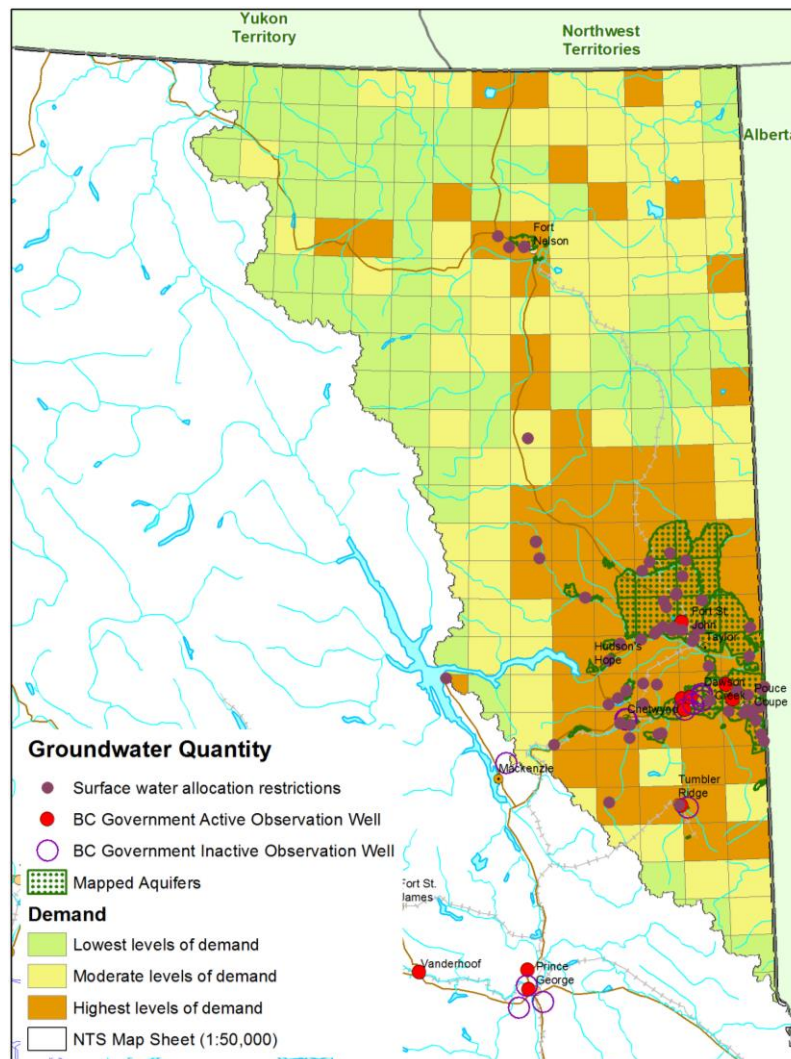 Yukon
Territory
Northwest
Territories
Alberta
Fort
Nelson
Fort St.
John
Taylor
Hudson's
Hope
Dawson
Creek
Pouce
Coupe
Chetwynd
Groundwater Quantity
Mackenzie
Tumbler
Ridge
Surface water allocation restrictions
BC Government Active Observation Well
BC Government Inactive Observation Well
Mapped Aquifers
Fort St.
James
Demand
Lowest levels of demand
Moderate levels of demand
Highest levels of demand
NTS Map Sheet (1:50,000)
Vanderhoof
Prince
George